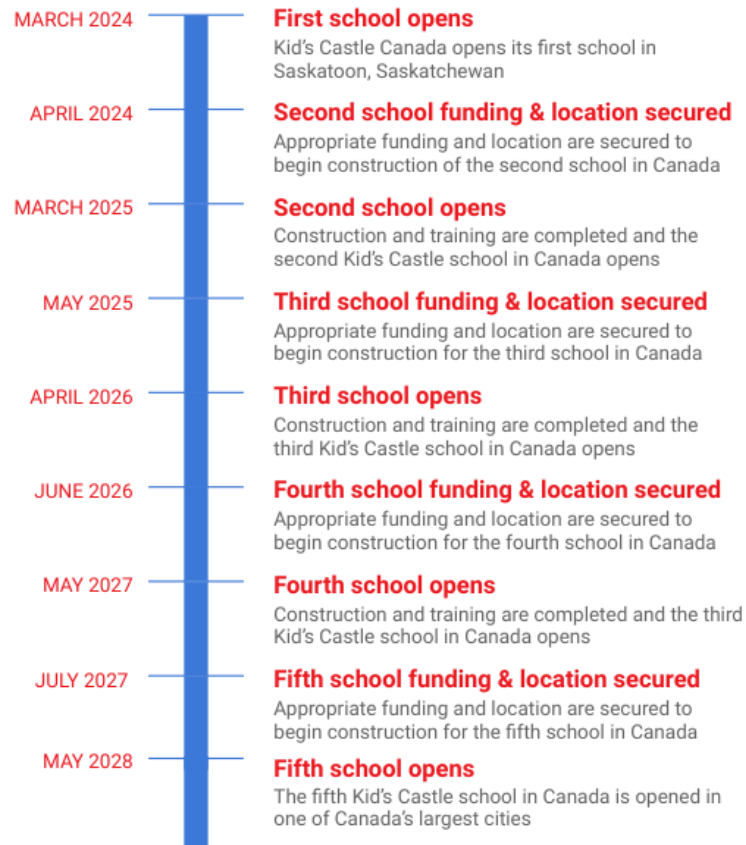 MARCH 2024
First school opens
Kid's Castle Canada opens its first school in
Saskatoon, Saskatchewan
APRIL 2024
Second school funding & location secured
Appropriate funding and location are secured to
begin construction of the second school in Canada
MARCH 2025
Second school opens
Construction and training are completed and the
second Kid's Castle school in Canada opens
MAY 2025
Third school funding & location secured
Appropriate funding and location are secured to
begin construction for the third school in Canada
APRIL 2026
Third school opens
Construction and training are completed and the
third Kid's Castle school in Canada opens
JUNE 2026
Fourth school funding & location secured
Appropriate funding and location are secured to
begin construction for the fourth school in Canada
MAY 2027
Fourth school opens
Construction and training are completed and the third
Kid's Castle school in Canada opens
JULY 2027
Fifth school funding & location secured
Appropriate funding and location are secured to
begin construction for the fifth school in Canada
MAY 2028
Fifth school opens
The fifth Kid's Castle school in Canada is opened in
one of Canada's largest cities